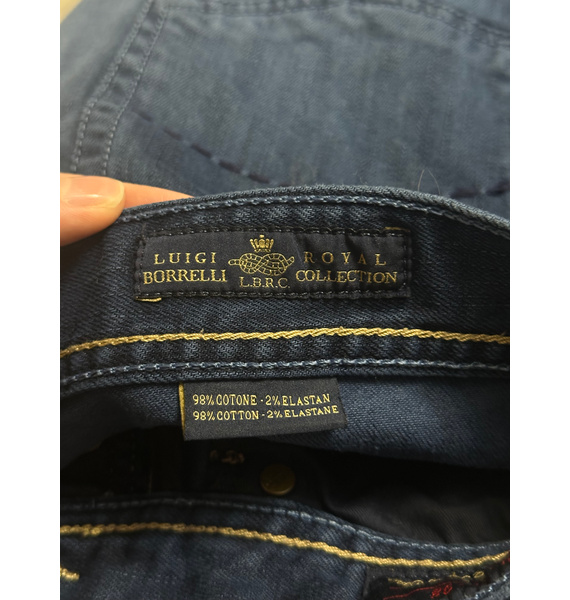 LUIGI ROYAL
BORRELLI COLLECTION
L.B.R.C.
98% COTONE - 2% ELASTAN
98% COTTON - 2% ELASTANE